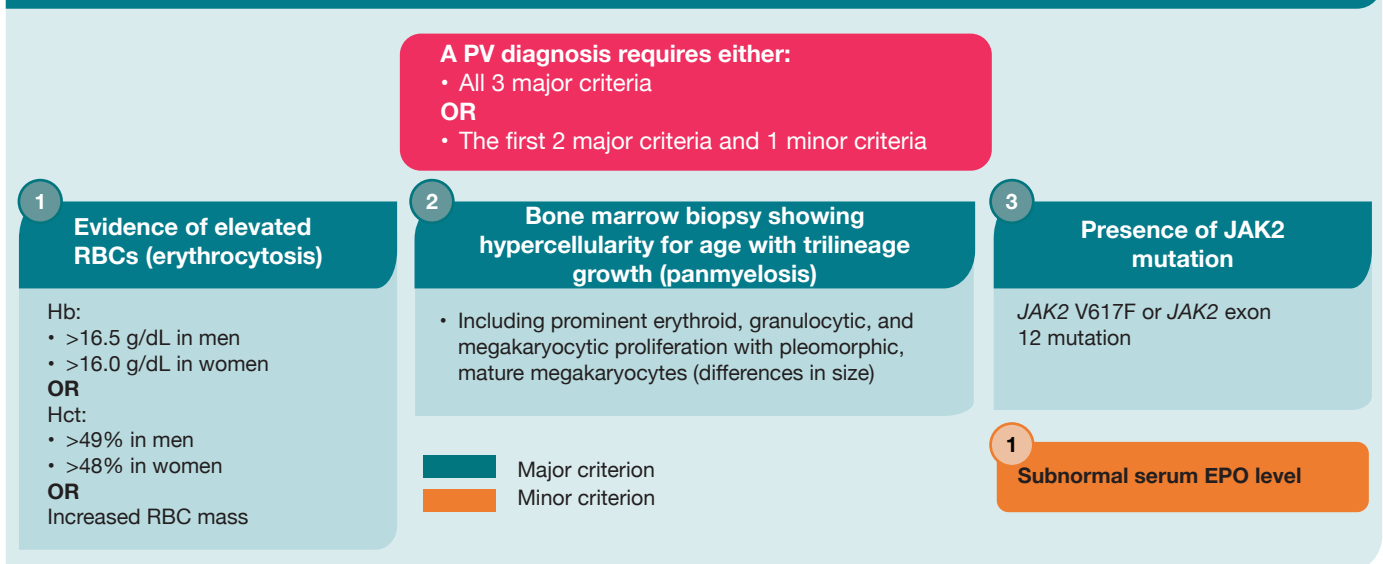 A PV diagnosis requires either:
• All 3 major criteria
OR
• The first 2 major criteria and 1 minor criteria
1
Evidence of elevated
RBCs (erythrocytosis)
Hb:
• >16.5 g/dL in men
• >16.0 g/dL in women
OR
Hct:
• >49% in men
• >48% in women
OR
Increased RBC mass
2
Bone marrow biopsy showing
hypercellularity for age with trilineage
growth (panmyelosis)
• Including prominent erythroid, granulocytic, and
megakaryocytic proliferation with pleomorphic,
mature megakaryocytes (differences in size)
3
Presence of JAK2
mutation
JAK2 V617F or JAK2 exon
12 mutation
Major criterion
Minor criterion
1
Subnormal serum EPO level